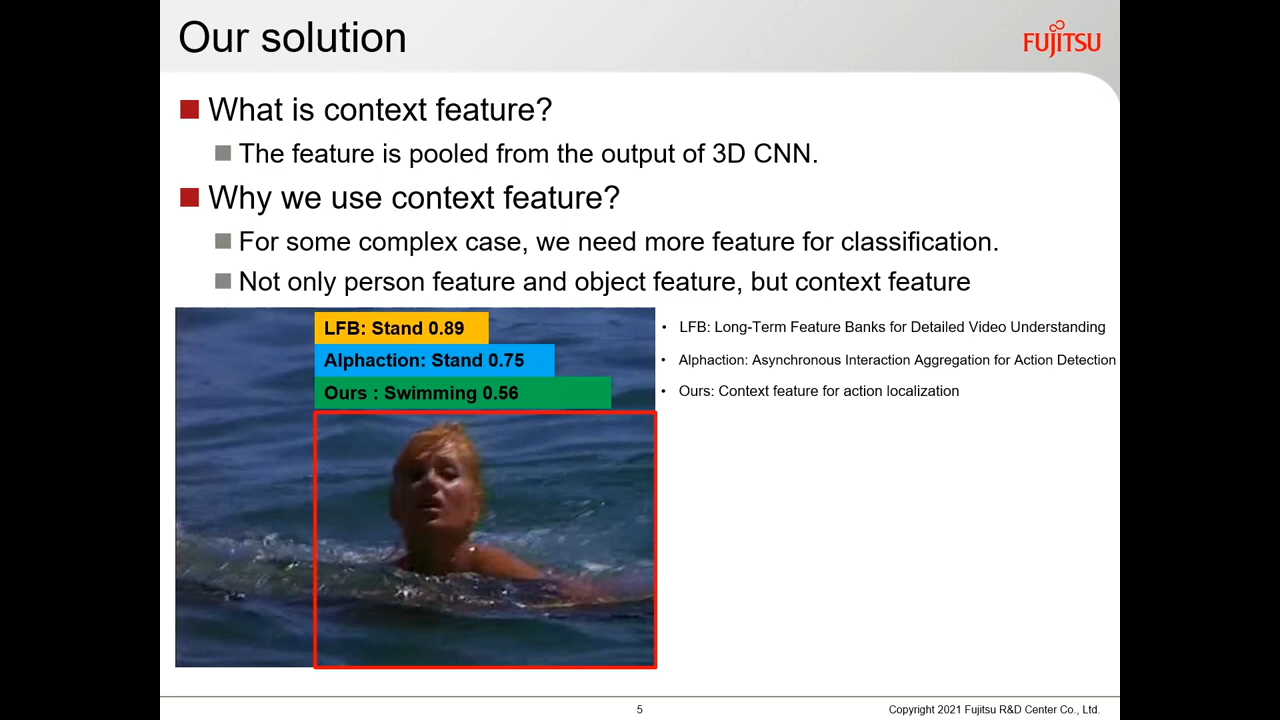 Our solution
FUJITSU
What is context feature?
The feature is pooled from the output of 3D CNN.
Why we use context feature?
For some complex case, we need more feature for classification.
Not only person feature and object feature, but context feature
LFB: Stand 0.89
Alphaction: Stand 0.75
Ours : Swimming 0.56
• LFB: Long-Term Feature Banks for Detailed Video Understanding
• Alphaction: Asynchronous Interaction Aggregation for Action Detection
• Ours: Context feature for action localization
5
Copyright 2021 Fujitsu R&D Center Co., Ltd.